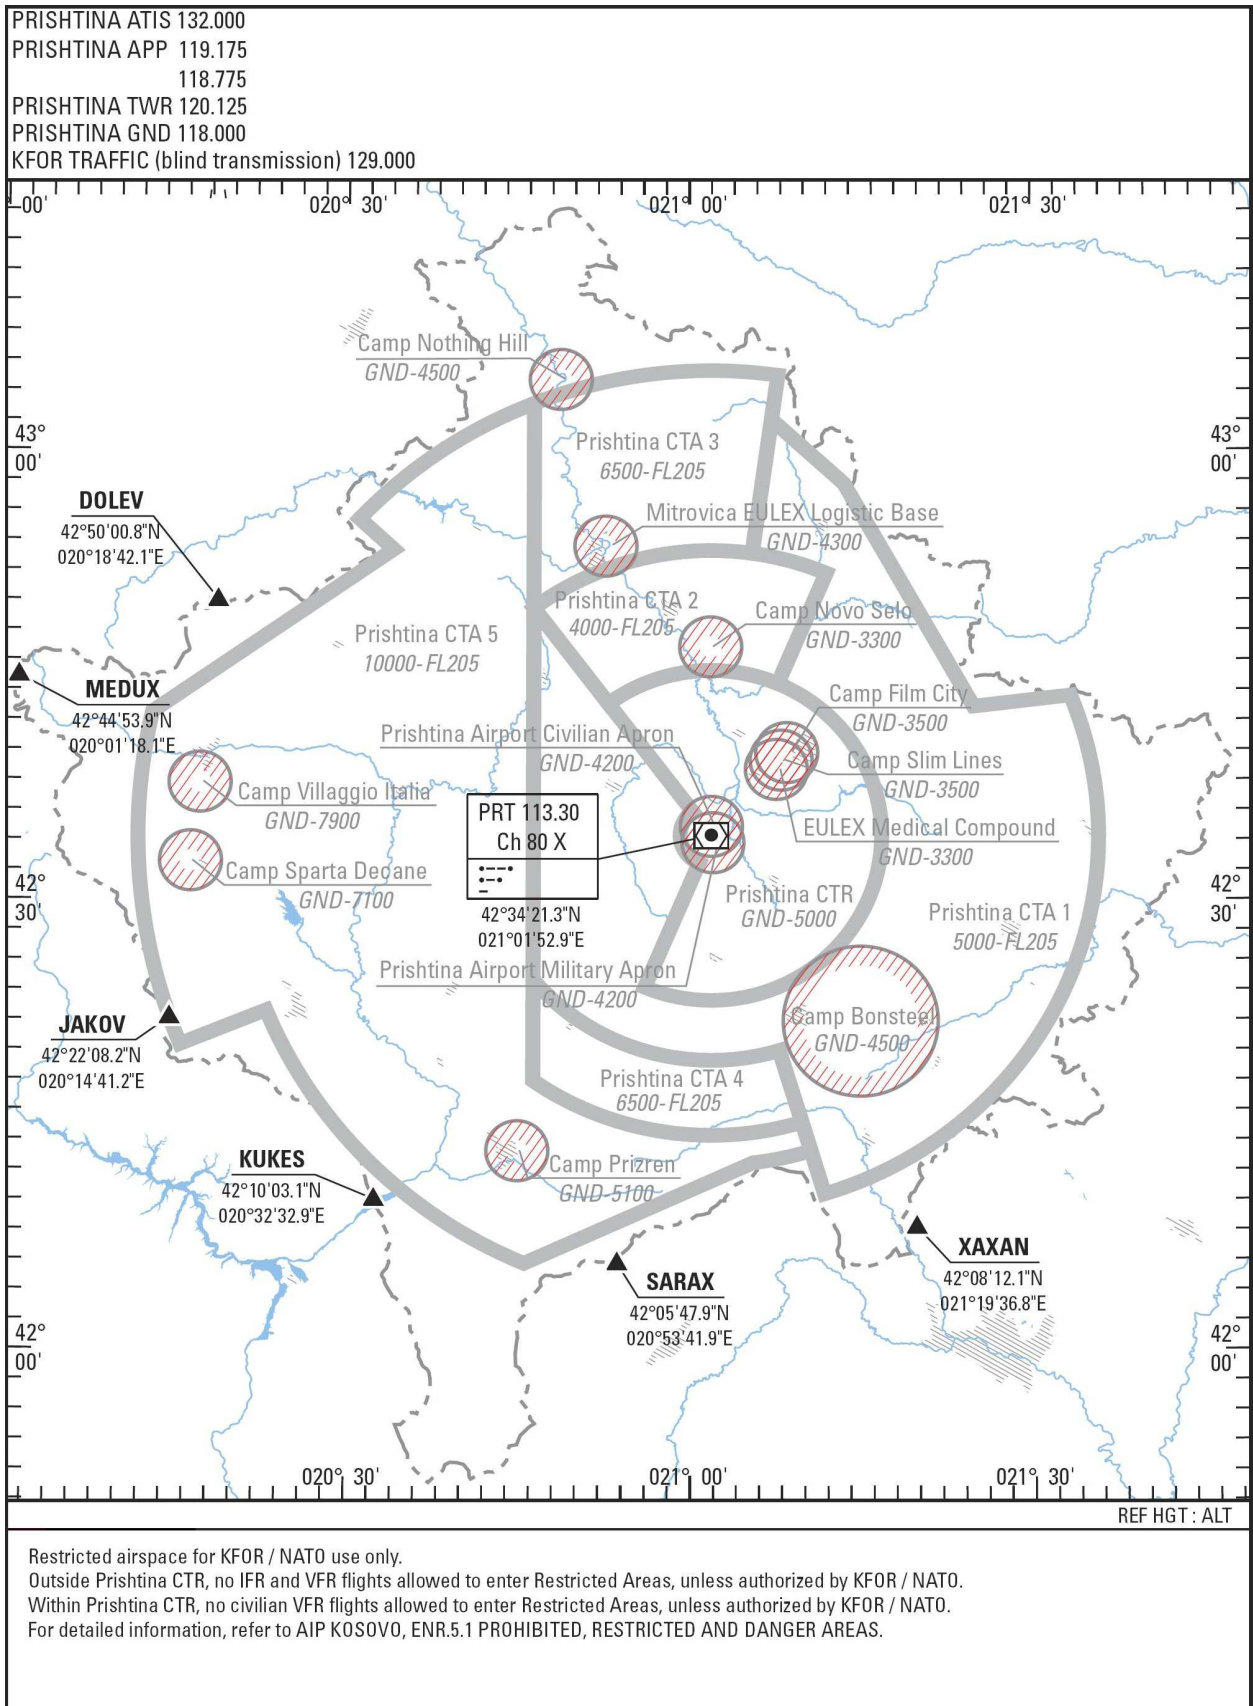 PRISHTINA ATIS 132.000
PRISHTINA APP 119.175
118.775
PRISHTINA TWR 120.125
PRISHTINA GND 118.000
KFOR TRAFFIC (blind transmission) 129.000
00'
020° 30'
021° 00'
021° 30'
Camp Nothing Hill
GND-4500
43°
00'
43°
00'
Prishtina CTA 3
6500-FL205
DOLEV
42°50'00.8"N
020°18'42.1"E
Mitrovica EULEX Logistic Base
GND-4300
Prishtina CTA 2
4000-FL205
Camp Novo Selo
GND-3300
Prishtina CTA 5
10000-FL205
MEDUX
42°44'53.9"N
020°01'18.1"E
Camp Film City
GND-3500
Prishtina Airport Civilian Apron
GND-4200
Camp Slim Lines
GND-3500
Camp Villaggio Italia
GND-7900
PRT 113.30
Ch 80 X
42°34'21.3"N
021°01'52.9"E
EULEX Medical Compound
GND-3300
Camp Sparta Decane
GND-7100
42°
30'
42°
30'
Prishtina CTR
GND-5000
Prishtina CTA 1
5000-FL205
Prishtina Airport Military Apron
GND-4200
JAKOV
42°22'08.2"N
020°14'41.2"E
Camp Bonsteel
GND-4500
Prishtina CTA 4
6500-FL205
KUKES
42°10'03.1"N
020°32'32.9"E
Camp Prizren
GND-5100
XAXAN
42°08'12.1"N
021°19'36.8"E
SARAX
42°05'47.9"N
020°53'41.9"E
42°
00'
42°
00'
020° 30'
021° 00'
021° 30'
REF HGT : ALT
Restricted airspace for KFOR / NATO use only.
Outside Prishtina CTR, no IFR and VFR flights allowed to enter Restricted Areas, unless authorized by KFOR / NATO.
Within Prishtina CTR, no civilian VFR flights allowed to enter Restricted Areas, unless authorized by KFOR / NATO.
For detailed information, refer to AIP KOSOVO, ENR.5.1 PROHIBITED, RESTRICTED AND DANGER AREAS.